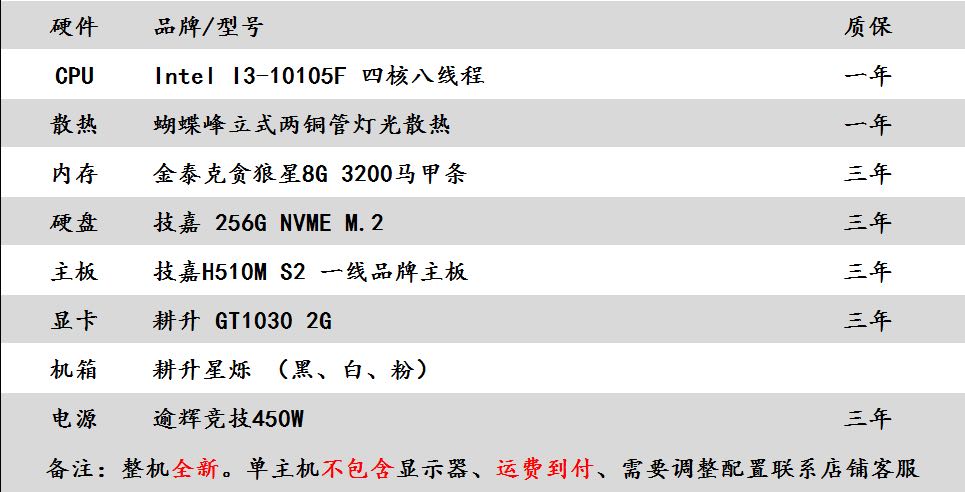 硬件 品牌/型号 质保
CPU Intel I3-10105F 四核八线程 一年
散热 蝴蝶峰立式两铜管灯光散热 一年
内存 金泰克贪狼星8G 3200马甲条 三年
硬盘 技嘉 256G NVME M.2 三年
主板 技嘉H510M S2 一线品牌主板 三年
显卡 耕升 GT1030 2G 三年
机箱 耕升星烁 （黑、白、粉）
电源 逾辉竞技450W 三年
备注：整机全新。单主机不包含显示器、运费到付、需要调整配置联系店铺客服